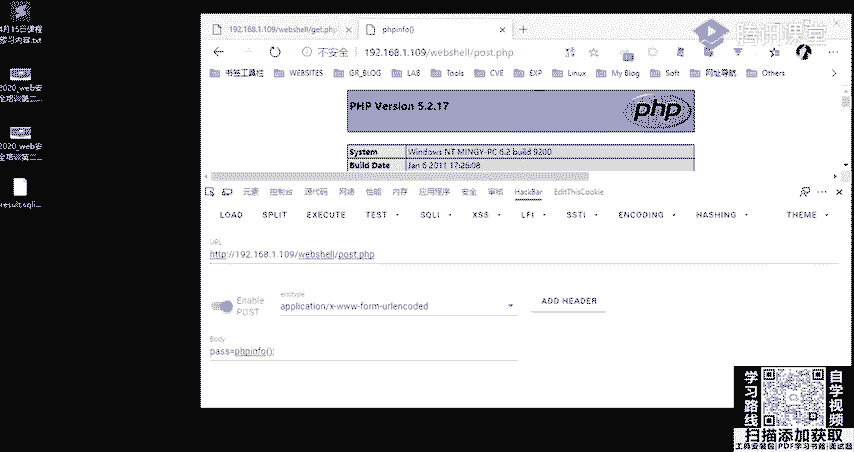 4月15日课程
学习内容.txt
2020_web安
全培训第二...
2020_web安
全培训第二...
192.168.1.109/webshell/get.php
phpinfo()
腾讯课堂
不安全
192.168.1.109/webshell/post.php
书签工具栏
WEBSITES
GR_BLOG
LAB
Tools
CVE
EXP
Linux
My Blog
Soft
网址导航
Others
PHP Version 5.2.17
php
System
Windows NT MINGY-PC 6.2 build 9200
Build Date
Jan 6 2011 17:26:08
元素
控制台
源代码
网络
性能
内存
应用程序
安全
审核
HackBar
EditThisCookie
LOAD
SPLIT
EXECUTE
TEST
SQLI
XSS
LFI
SSTI
ENCODING
HASHING
THEME
URL
http://192.168.1.109/webshell/post.php
Enable
POST
enctype
application/x-www-form-urlencoded
ADD HEADER
Body
pass=phpinfo();
学习路线
自学视频
扫描添加获取
工具安装包|PDF学习书籍|面试题